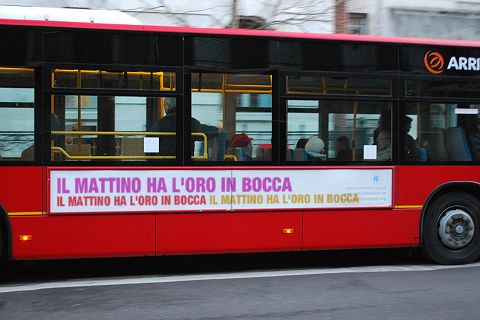 ARRI
IL MATTINO HA L'ORO IN BOCCA
IL MATTINO HA L'ORO IN BOCCA IL MATTINO HA L'ORO IN BOCCA